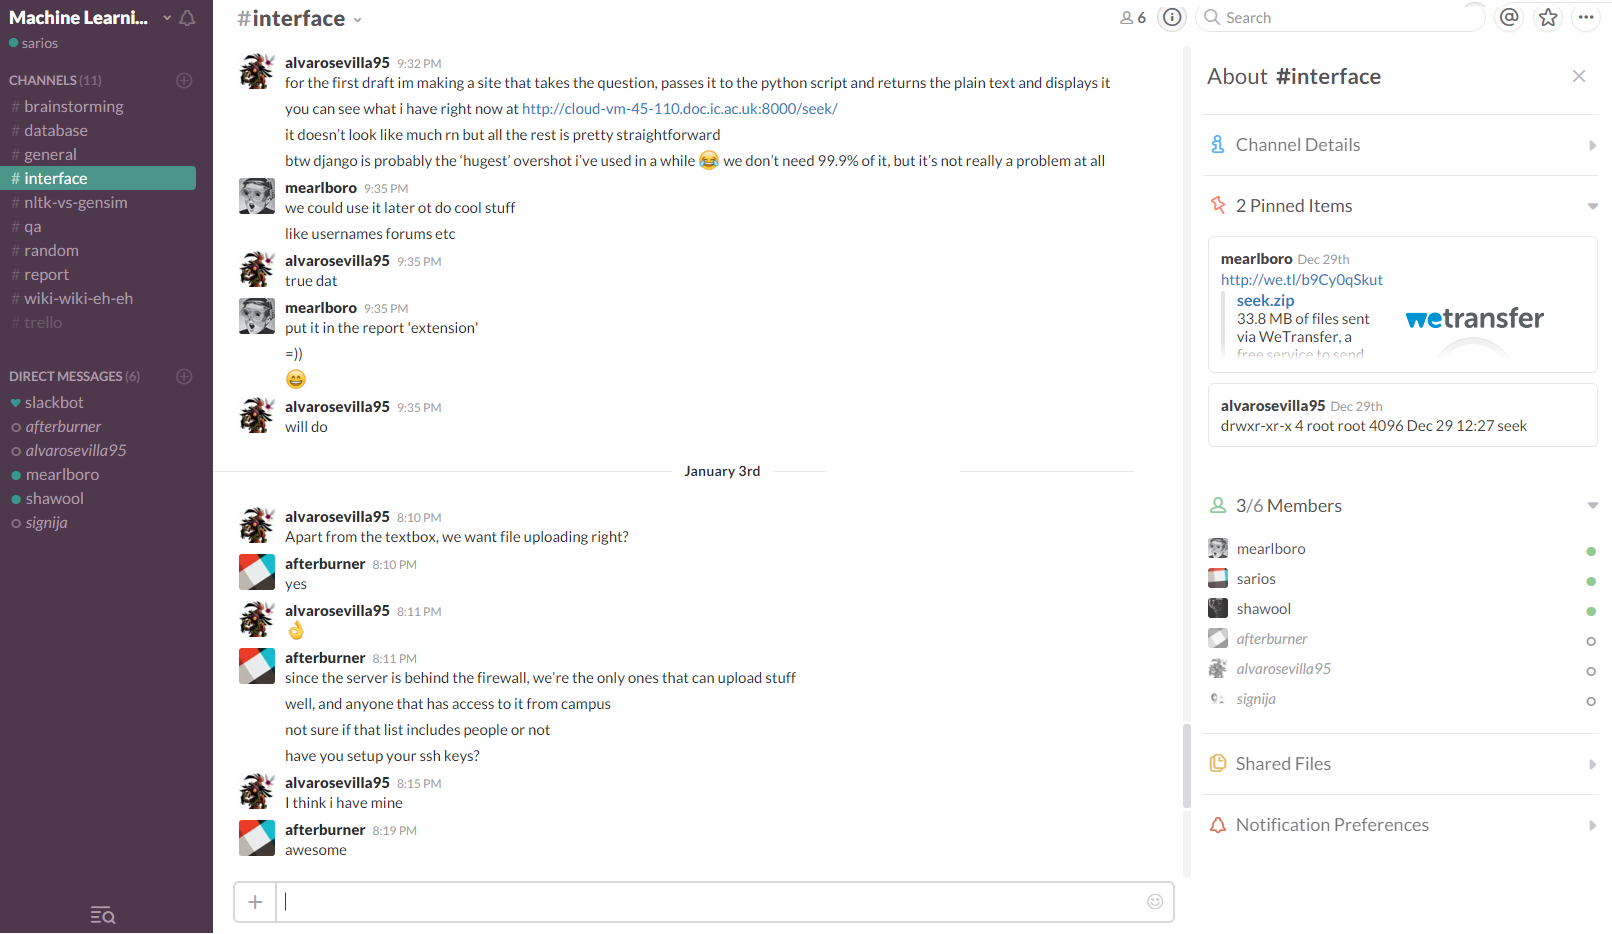 Machine Learni...
sarios
CHANNELS (11)
# brainstorming
# database
# general
# interface
# nltk-vs-gensim
# qa
# random
# report
# wiki-wiki-eh-eh
# trello
DIRECT MESSAGES (6)
slackbot
afterburner
alvarosevilla95
mearlboro
shawool
signija
#interface
6
Search
alvarosevilla95 9:32 PM
for the first draft im making a site that takes the question, passes it to the python script and returns the plain text and displays it
you can see what i have right now at http://cloud-vm-45-110.doc.ic.ac.uk:8000/seek/
it doesn’t look like much rn but all the rest is pretty straightforward
btw django is probably the ‘hugest’ overshot i’ve used in a while 😂 we don’t need 99.9% of it, but it’s not really a problem at all
mearlboro 9:35 PM
we could use it later ot do cool stuff
like usernames forums etc
alvarosevilla95 9:35 PM
true dat
mearlboro 9:35 PM
put it in the report 'extension'
=))
😄
alvarosevilla95 9:35 PM
will do
January 3rd
alvarosevilla95 8:10 PM
Apart from the textbox, we want file uploading right?
afterburner 8:10 PM
yes
alvarosevilla95 8:11 PM
👌
afterburner 8:11 PM
since the server is behind the firewall, we’re the only ones that can upload stuff
well, and anyone that has access to it from campus
not sure if that list includes people or not
have you setup your ssh keys?
alvarosevilla95 8:15 PM
I think i have mine
afterburner 8:19 PM
awesome
About #interface
Channel Details
2 Pinned Items
mearlboro Dec 29th
http://we.tl/b9Cy0qSkut
seek.zip
33.8 MB of files sent
via WeTransfer, a
free service to send
wetransfer
alvarosevilla95 Dec 29th
drwxr-xr-x 4 root root 4096 Dec 29 12:27 seek
3/6 Members
mearlboro
sarios
shawool
afterburner
alvarosevilla95
signija
Shared Files
Notification Preferences